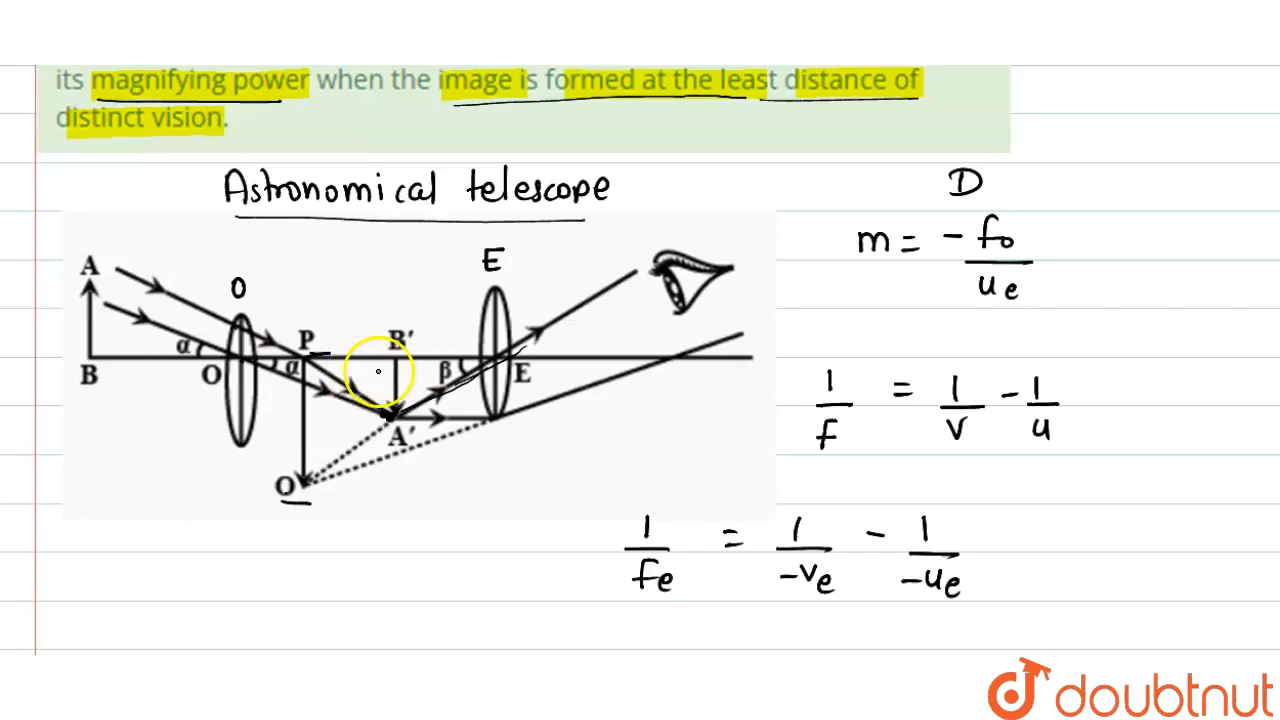 its magnifying power when the image is formed at the least distance of
distinct vision.
Astronomical telescope
D
m = - fo / ue
E
A
O
P
B'
α
α
β
B
O
E
A'
O
1/f = 1/v - 1/u
1/fe = 1/-ve - 1/-ue
doubtnut